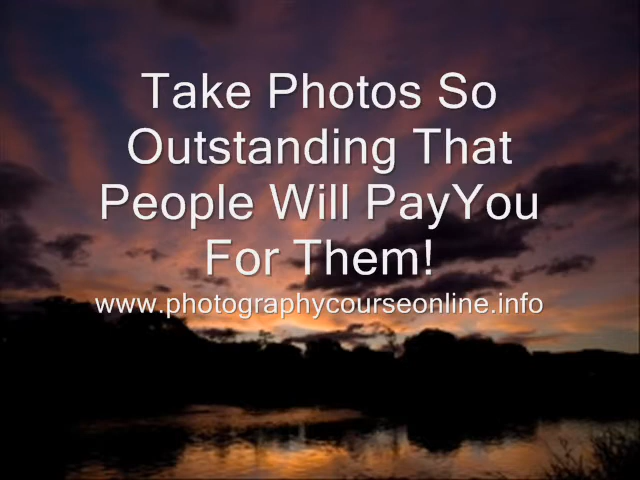 Take Photos So
Outstanding That
People Will PayYou
For Them!
www.photographycourseonline.info